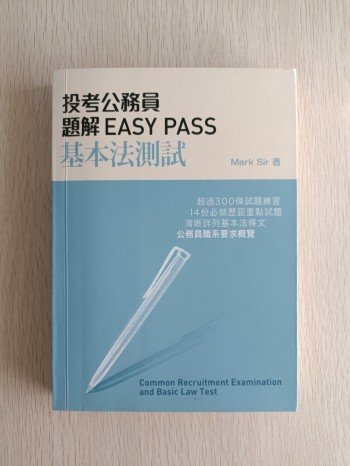 投考公務員
題解 EASY PASS
基本法測試
Mark Sir 著
超過300條試題練習
14份必做歷屆重點試題
清晰詳列基本法條文
公務員職系要求概覽
Common Recruitment Examination
and Basic Law Test